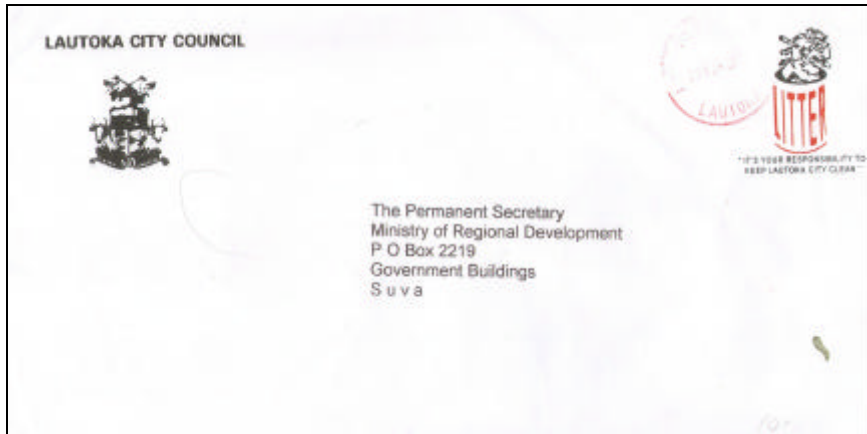 LAUTOKA CITY COUNCIL
LAUTOKA
LITTER
"IT'S YOUR RESPONSIBILITY TO
KEEP LAUTOKA CITY CLEAN"
The Permanent Secretary
Ministry of Regional Development
P O Box 2219
Government Buildings
S u v a